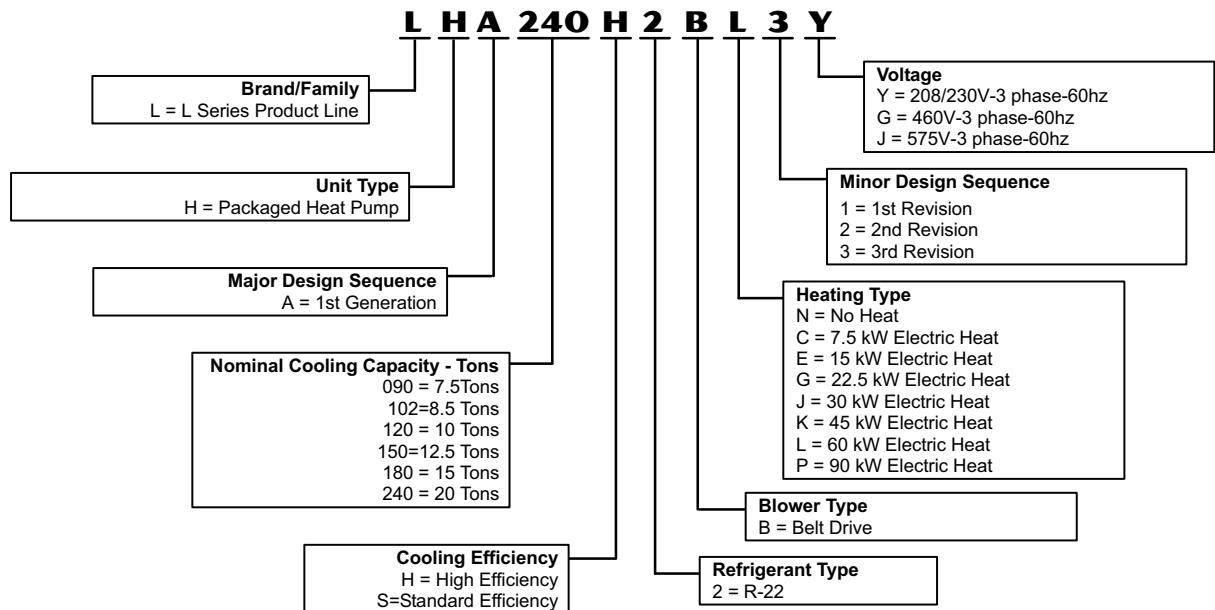 L H A 240 H 2 B L 3 Y
Brand/Family
L = L Series Product Line
Unit Type
H = Packaged Heat Pump
Major Design Sequence
A = 1st Generation
Nominal Cooling Capacity - Tons
090 = 7.5Tons
102=8.5 Tons
120 = 10 Tons
150=12.5 Tons
180 = 15 Tons
240 = 20 Tons
Cooling Efficiency
H = High Efficiency
S=Standard Efficiency
Voltage
Y = 208/230V-3 phase-60hz
G = 460V-3 phase-60hz
J = 575V-3 phase-60hz
Minor Design Sequence
1 = 1st Revision
2 = 2nd Revision
3 = 3rd Revision
Heating Type
N = No Heat
C = 7.5 kW Electric Heat
E = 15 kW Electric Heat
G = 22.5 kW Electric Heat
J = 30 kW Electric Heat
K = 45 kW Electric Heat
L = 60 kW Electric Heat
P = 90 kW Electric Heat
Blower Type
B = Belt Drive
Refrigerant Type
2 = R-22